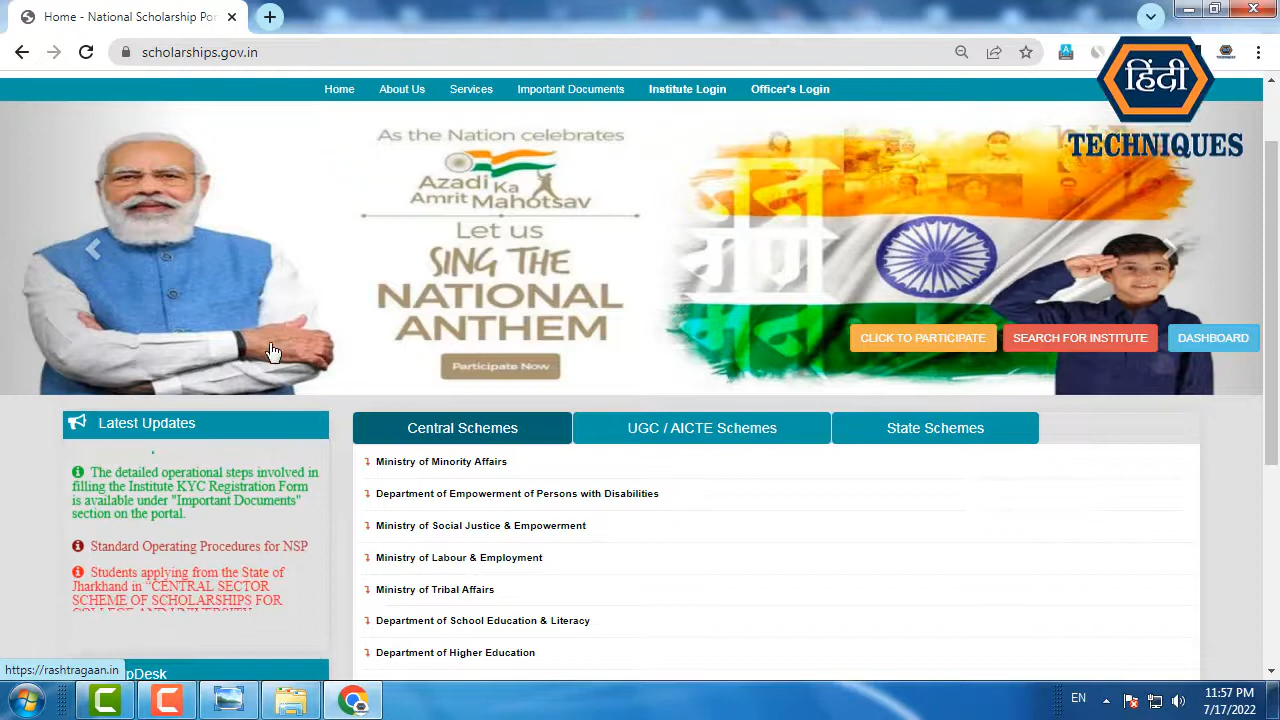 Home - National Scholarship Por
scholarships.gov.in
हिंदी
TECHNIQUES
Home About Us Services Important Documents Institute Login Officer's Login
As the Nation celebrates
Azadi Ka
Amrit Mahotsav
Let us
SING THE
NATIONAL
ANTHEM
Participate Now
CLICK TO PARTICIPATE SEARCH FOR INSTITUTE DASHBOARD
Latest Updates
The detailed operational steps involved in
filling the Institute KYC Registration Form
is available under "Important Documents"
section on the portal.
Standard Operating Procedures for NSP
Students applying from the State of
Jharkhand in "CENTRAL SECTOR
SCHEME OF SCHOLARSHIPS FOR
COLLEGE AND UNIVERSITY
Central Schemes UGC / AICTE Schemes State Schemes
Ministry of Minority Affairs
Department of Empowerment of Persons with Disabilities
Ministry of Social Justice & Empowerment
Ministry of Labour & Employment
Ministry of Tribal Affairs
Department of School Education & Literacy
Department of Higher Education
https://rashtragaan.in
pDesk
EN
11:57 PM
7/17/2022